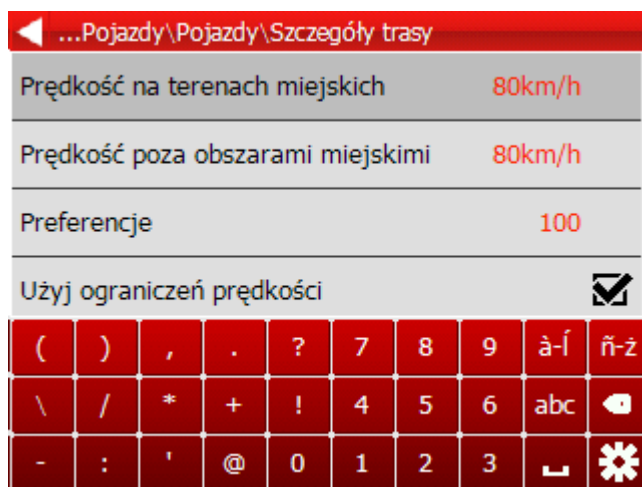 ...Pojazdy\Pojazdy\Szczegóły trasy
Prędkość na terenach miejskich 80km/h
Prędkość poza obszarami miejskimi 80km/h
Preferencje 100
Użyj ograniczeń prędkości
( ) , . ? 7 8 9 à-Í ñ-ż
\ / * + ! 4 5 6 abc
- : ' @ 0 1 2 3